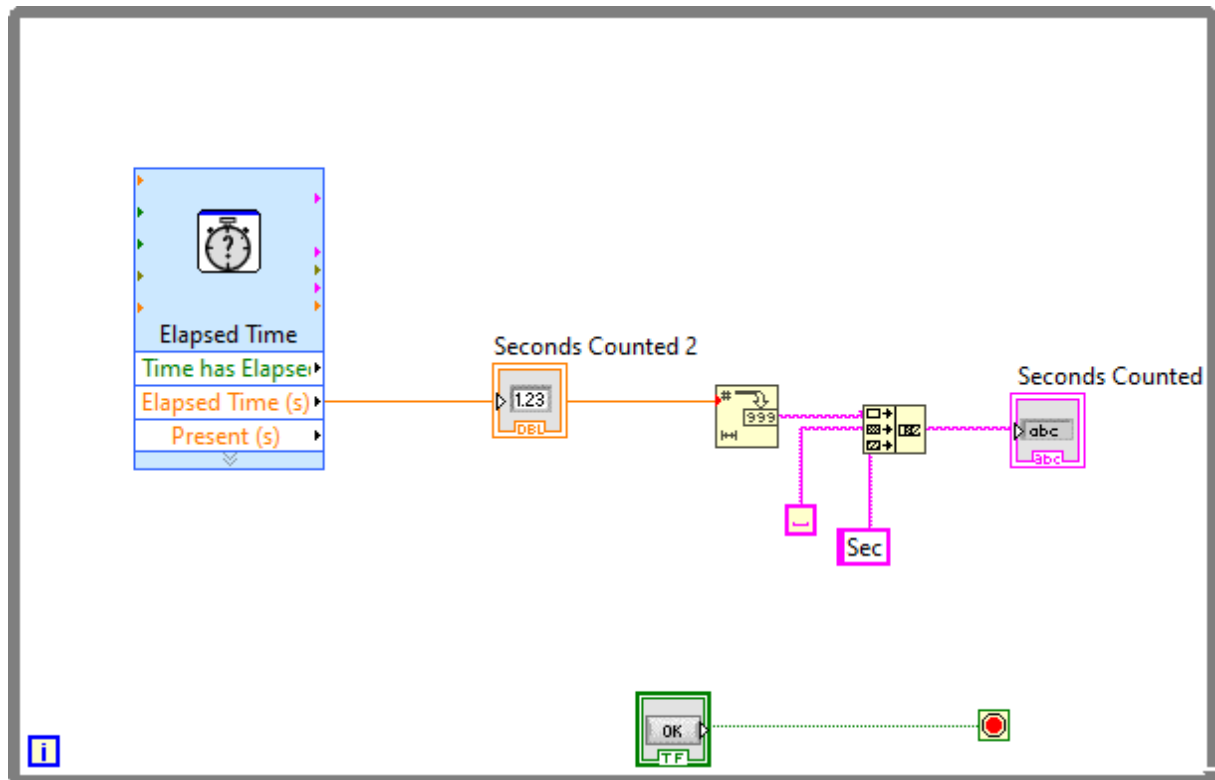 ?
Elapsed Time
Time has Elapse
Elapsed Time (s)
Present (s)
Seconds Counted 2
1.23
DBL
#
999
Seconds Counted
abc
abc
Sec
OK
TF
i